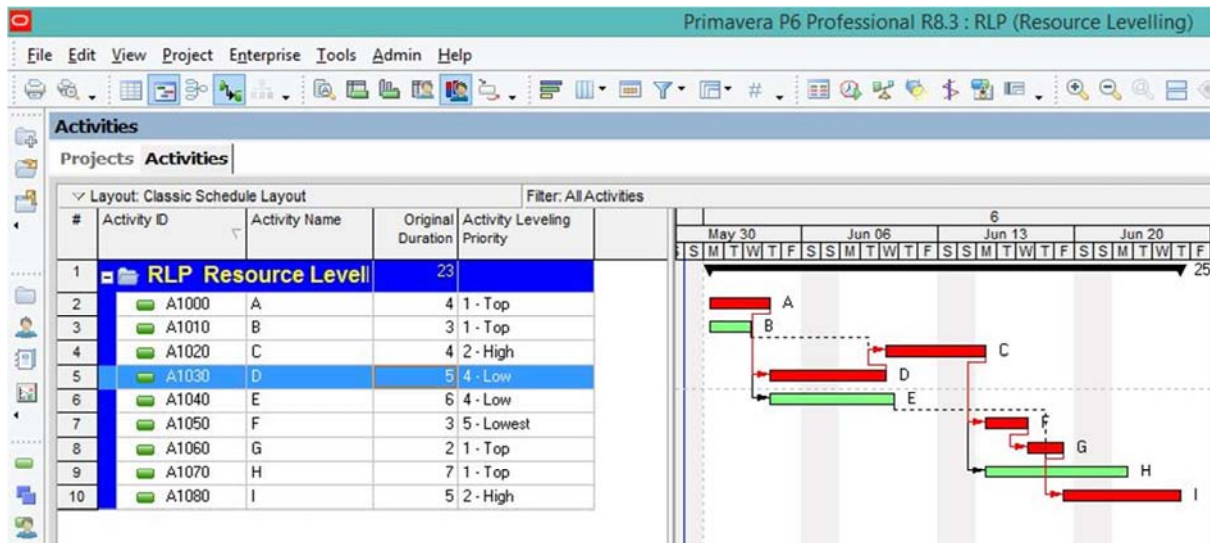 Primavera P6 Professional R8.3 : RLP (Resource Levelling)
File Edit View Project Enterprise Tools Admin Help
Activities
Projects Activities
Layout: Classic Schedule Layout Filter: All Activities
# Activity ID Activity Name Original Duration Activity Leveling Priority
6
May 30 Jun 06 Jun 13 Jun 20
S S M T W T F S S M T W T F S S M T W T F S S M T W T F
1 RLP Resource Levell 23 25
2 A1000 A 4 1 - Top A
3 A1010 B 3 1 - Top B
4 A1020 C 4 2 - High C
5 A1030 D 5 4 - Low D
6 A1040 E 6 4 - Low E
7 A1050 F 3 5 - Lowest F
8 A1060 G 2 1 - Top G
9 A1070 H 7 1 - Top H
10 A1080 I 5 2 - High I